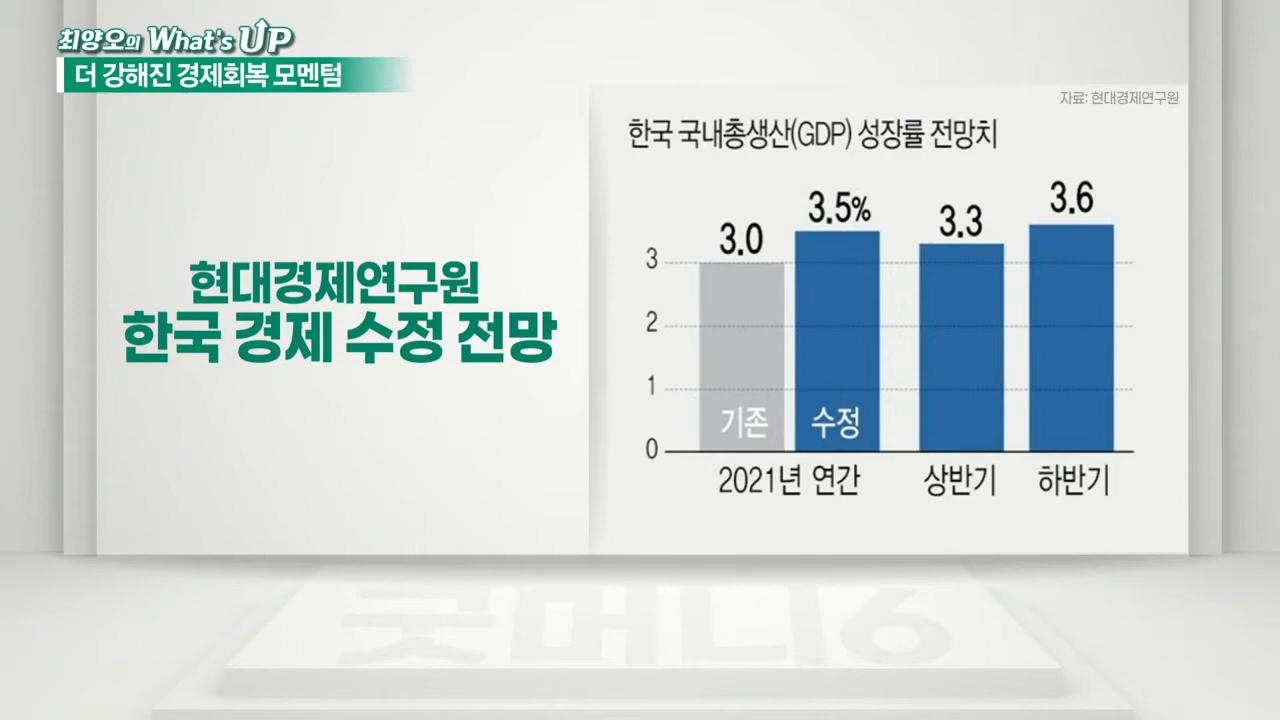 최양오의 What's UP
더 강해진 경제회복 모멘텀
자료: 현대경제연구원
한국 국내총생산(GDP) 성장률 전망치
현대경제연구원
한국 경제 수정 전망
3.0
3.5%
3.3
3.6
3
2
1
0
기존
수정
2021년 연간
상반기
하반기
굿머니6